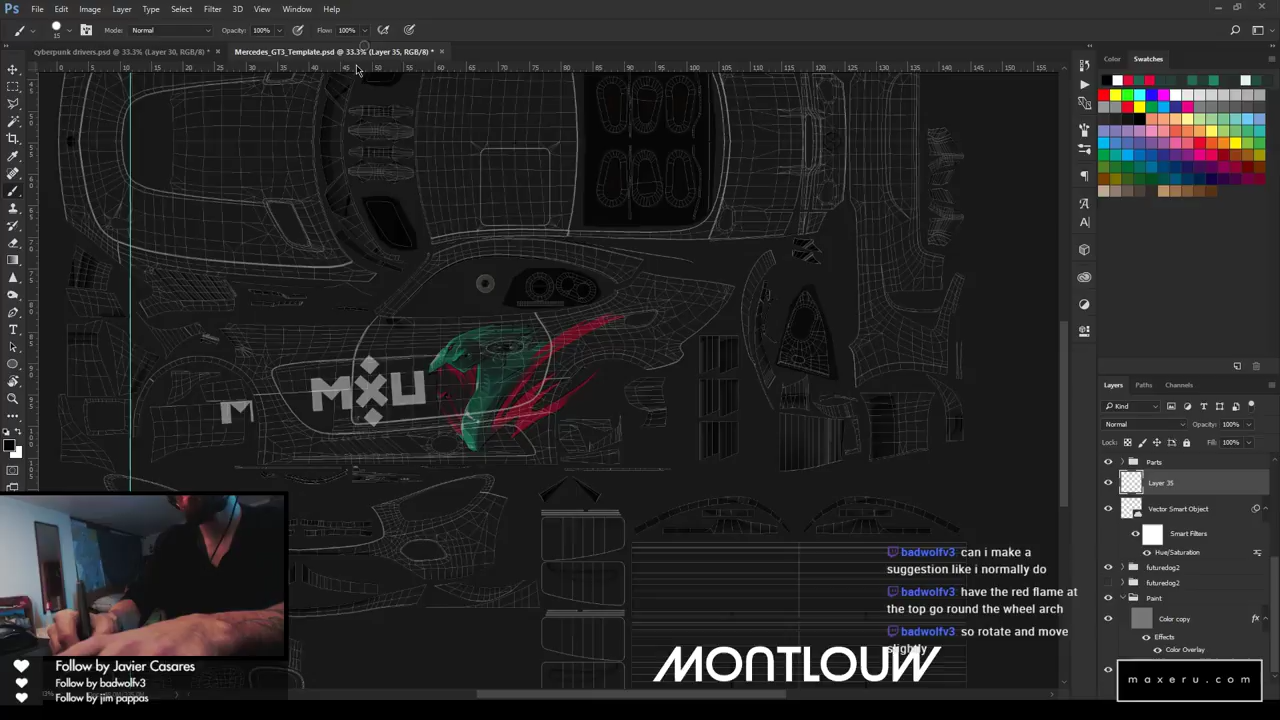 Ps File Edit Image Layer Type Select Filter 3D View Window Help
15 Mode: Normal Opacity: 100% Flow: 100%
cyberpunk drivers.psd @ 33.3% (Layer 30, RGB/8) * × Mercedes_GT3_Template.psd @ 33.3% (Layer 35, RGB/8) * ×
Color Swatches
MXU
M
Layers Paths Channels
Kind
Normal Opacity: 100%
Lock: Fill: 100%
Parts
Layer 35
Vector Smart Object
Smart Filters
Hue/Saturation
futuredog2
futuredog2
Paint
Color copy fx
Effects
Color Overlay
badwolfv3 can i make a
suggestion like i normally do
badwolfv3 have the red flame at
the top go round the wheel arch
badwolfv3 so rotate and move
slightly
MONTLOUW
maxeru.com
Follow by Javier Casares
Follow by badwolfv3
Follow by jim pappas